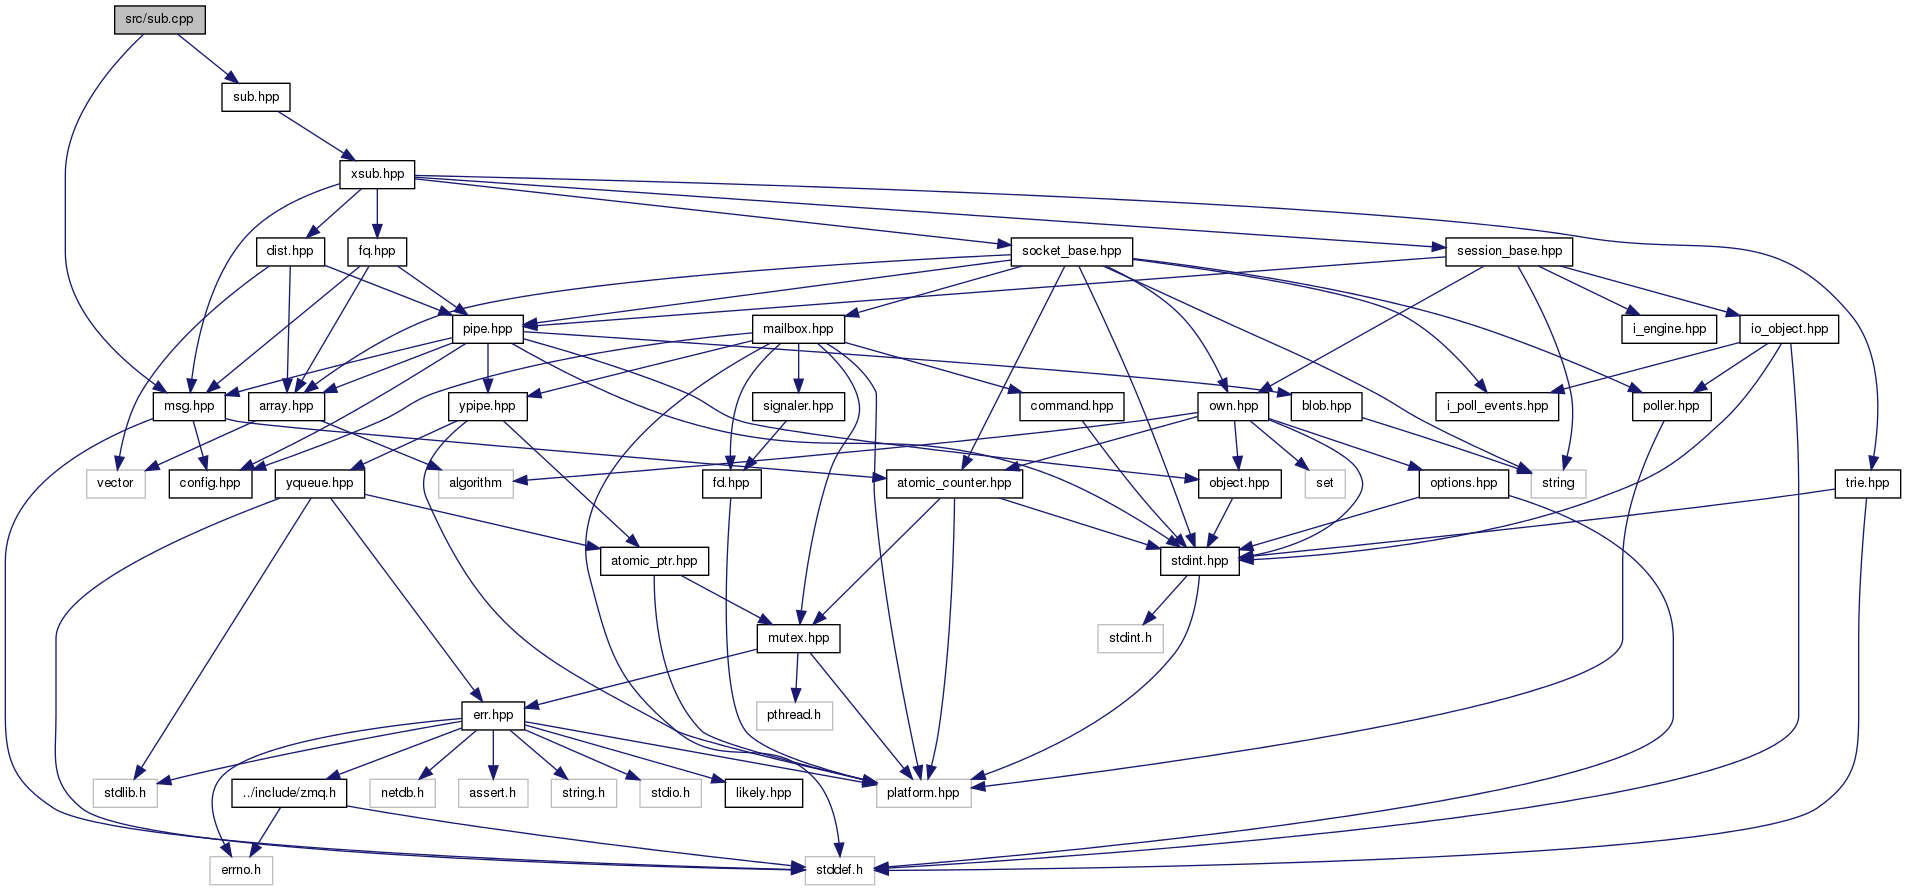 src/sub.cpp
sub.hpp
xsub.hpp
dist.hpp
fq.hpp
socket_base.hpp
session_base.hpp
pipe.hpp
mailbox.hpp
i_engine.hpp
io_object.hpp
msg.hpp
array.hpp
ypipe.hpp
signaler.hpp
command.hpp
own.hpp
blob.hpp
i_poll_events.hpp
poller.hpp
vector
config.hpp
yqueue.hpp
algorithm
fd.hpp
atomic_counter.hpp
object.hpp
set
options.hpp
string
trie.hpp
atomic_ptr.hpp
stdint.hpp
mutex.hpp
stdint.h
err.hpp
pthread.h
stdlib.h
../include/zmq.h
netdb.h
assert.h
string.h
stdio.h
likely.hpp
platform.hpp
errno.h
stddef.h